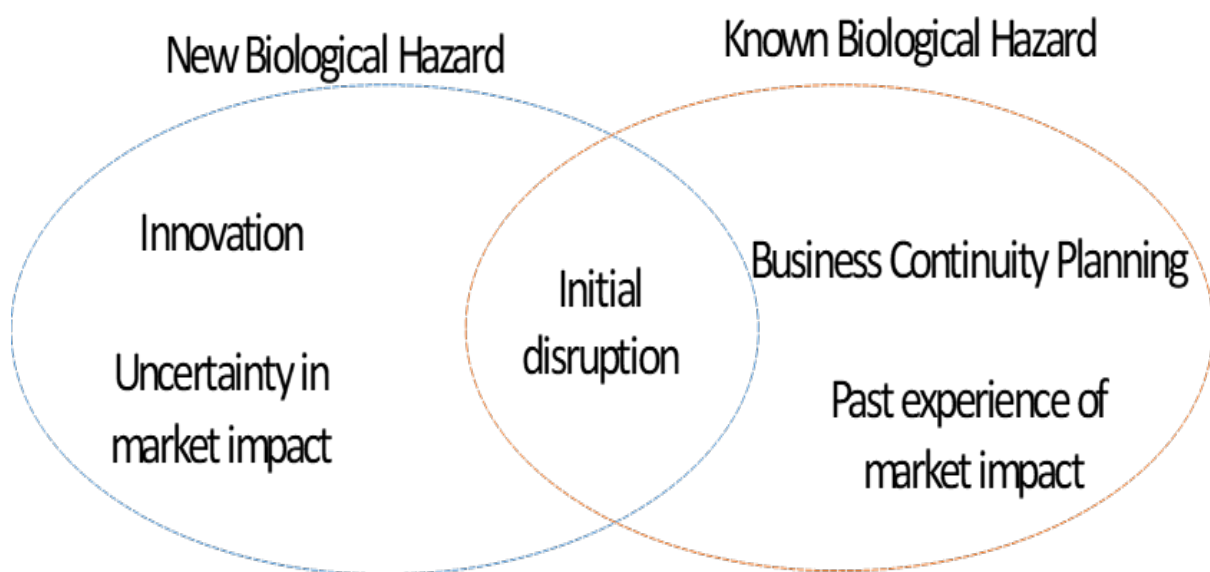 New Biological Hazard
Known Biological Hazard
Innovation
Uncertainty in
market impact
Initial
disruption
Business Continuity Planning
Past experience of
market impact